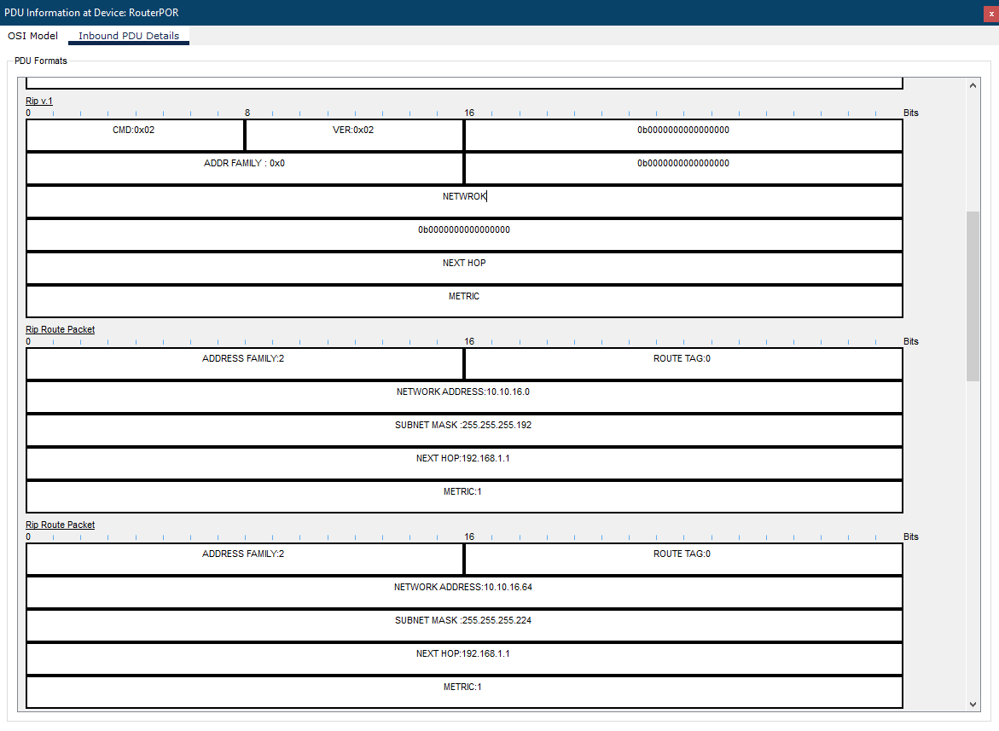 PDU Information at Device: RouterPOR
x
OSI Model Inbound PDU Details
PDU Formats
Rip v.1
0 8 16 Bits
CMD:0x02 VER:0x02 0b0000000000000000
ADDR FAMILY : 0x0 0b0000000000000000
NETWROK
0b0000000000000000
NEXT HOP
METRIC
Rip Route Packet
0 16 Bits
ADDRESS FAMILY:2 ROUTE TAG:0
NETWORK ADDRESS:10.10.16.0
SUBNET MASK :255.255.255.192
NEXT HOP:192.168.1.1
METRIC:1
Rip Route Packet
0 16 Bits
ADDRESS FAMILY:2 ROUTE TAG:0
NETWORK ADDRESS:10.10.16.64
SUBNET MASK :255.255.255.224
NEXT HOP:192.168.1.1
METRIC:1